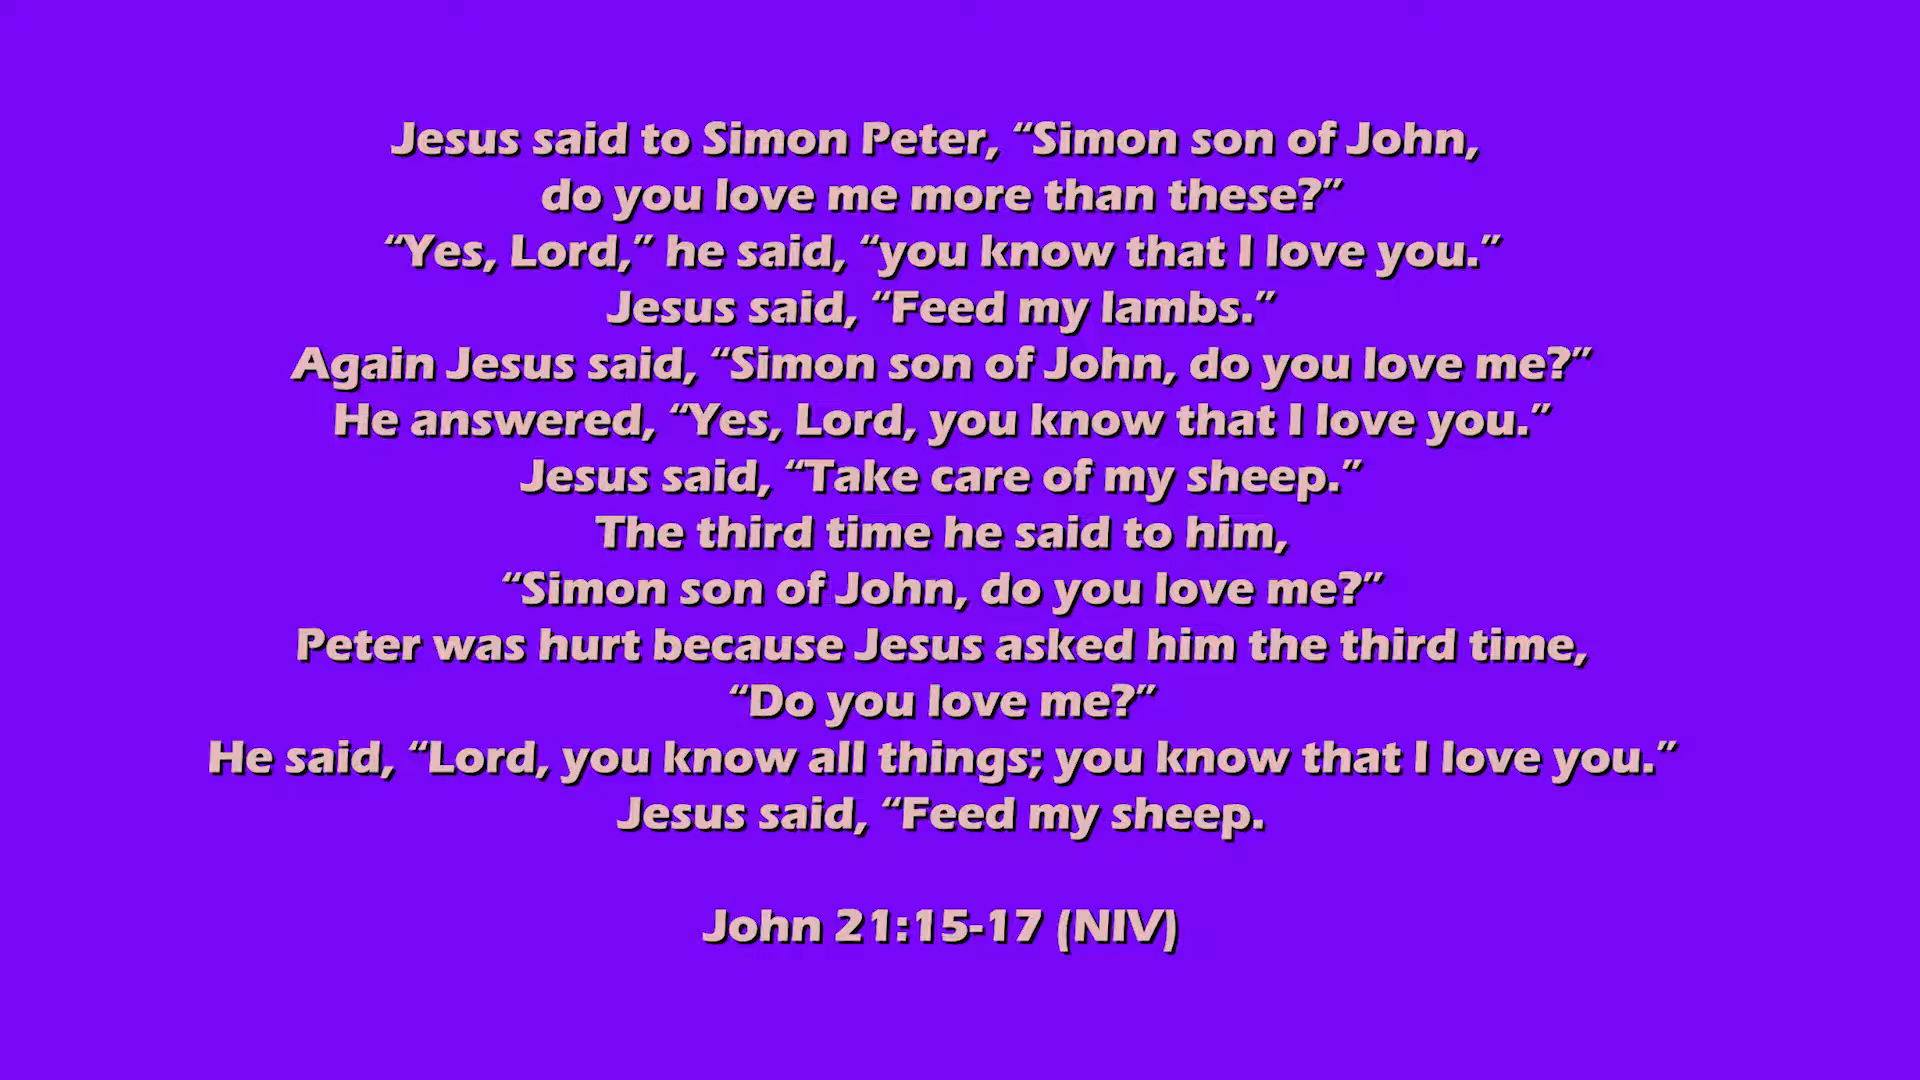 Jesus said to Simon Peter, “Simon son of John,
do you love me more than these?”
“Yes, Lord,” he said, “you know that I love you.”
Jesus said, “Feed my lambs.”
Again Jesus said, “Simon son of John, do you love me?”
He answered, “Yes, Lord, you know that I love you.”
Jesus said, “Take care of my sheep.”
The third time he said to him,
“Simon son of John, do you love me?”
Peter was hurt because Jesus asked him the third time,
“Do you love me?”
He said, “Lord, you know all things; you know that I love you.”
Jesus said, “Feed my sheep.
John 21:15-17 (NIV)